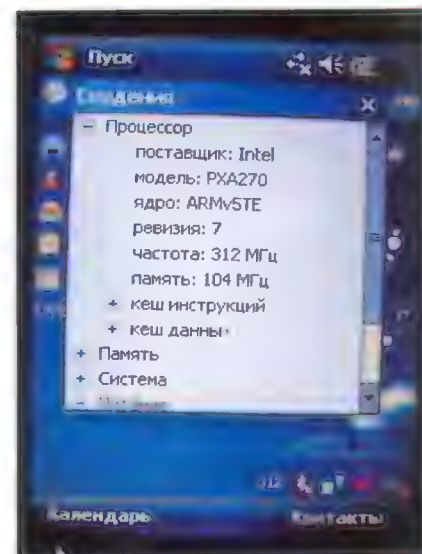 Пуск
Сведения
− Процессор
поставщик: Intel
модель: PXA270
ядро: ARMv5TE
ревизия: 7
частота: 312 МГц
память: 104 МГц
+ кеш инструкций
+ кеш данных
+ Память
+ Система
Календарь
Контакты